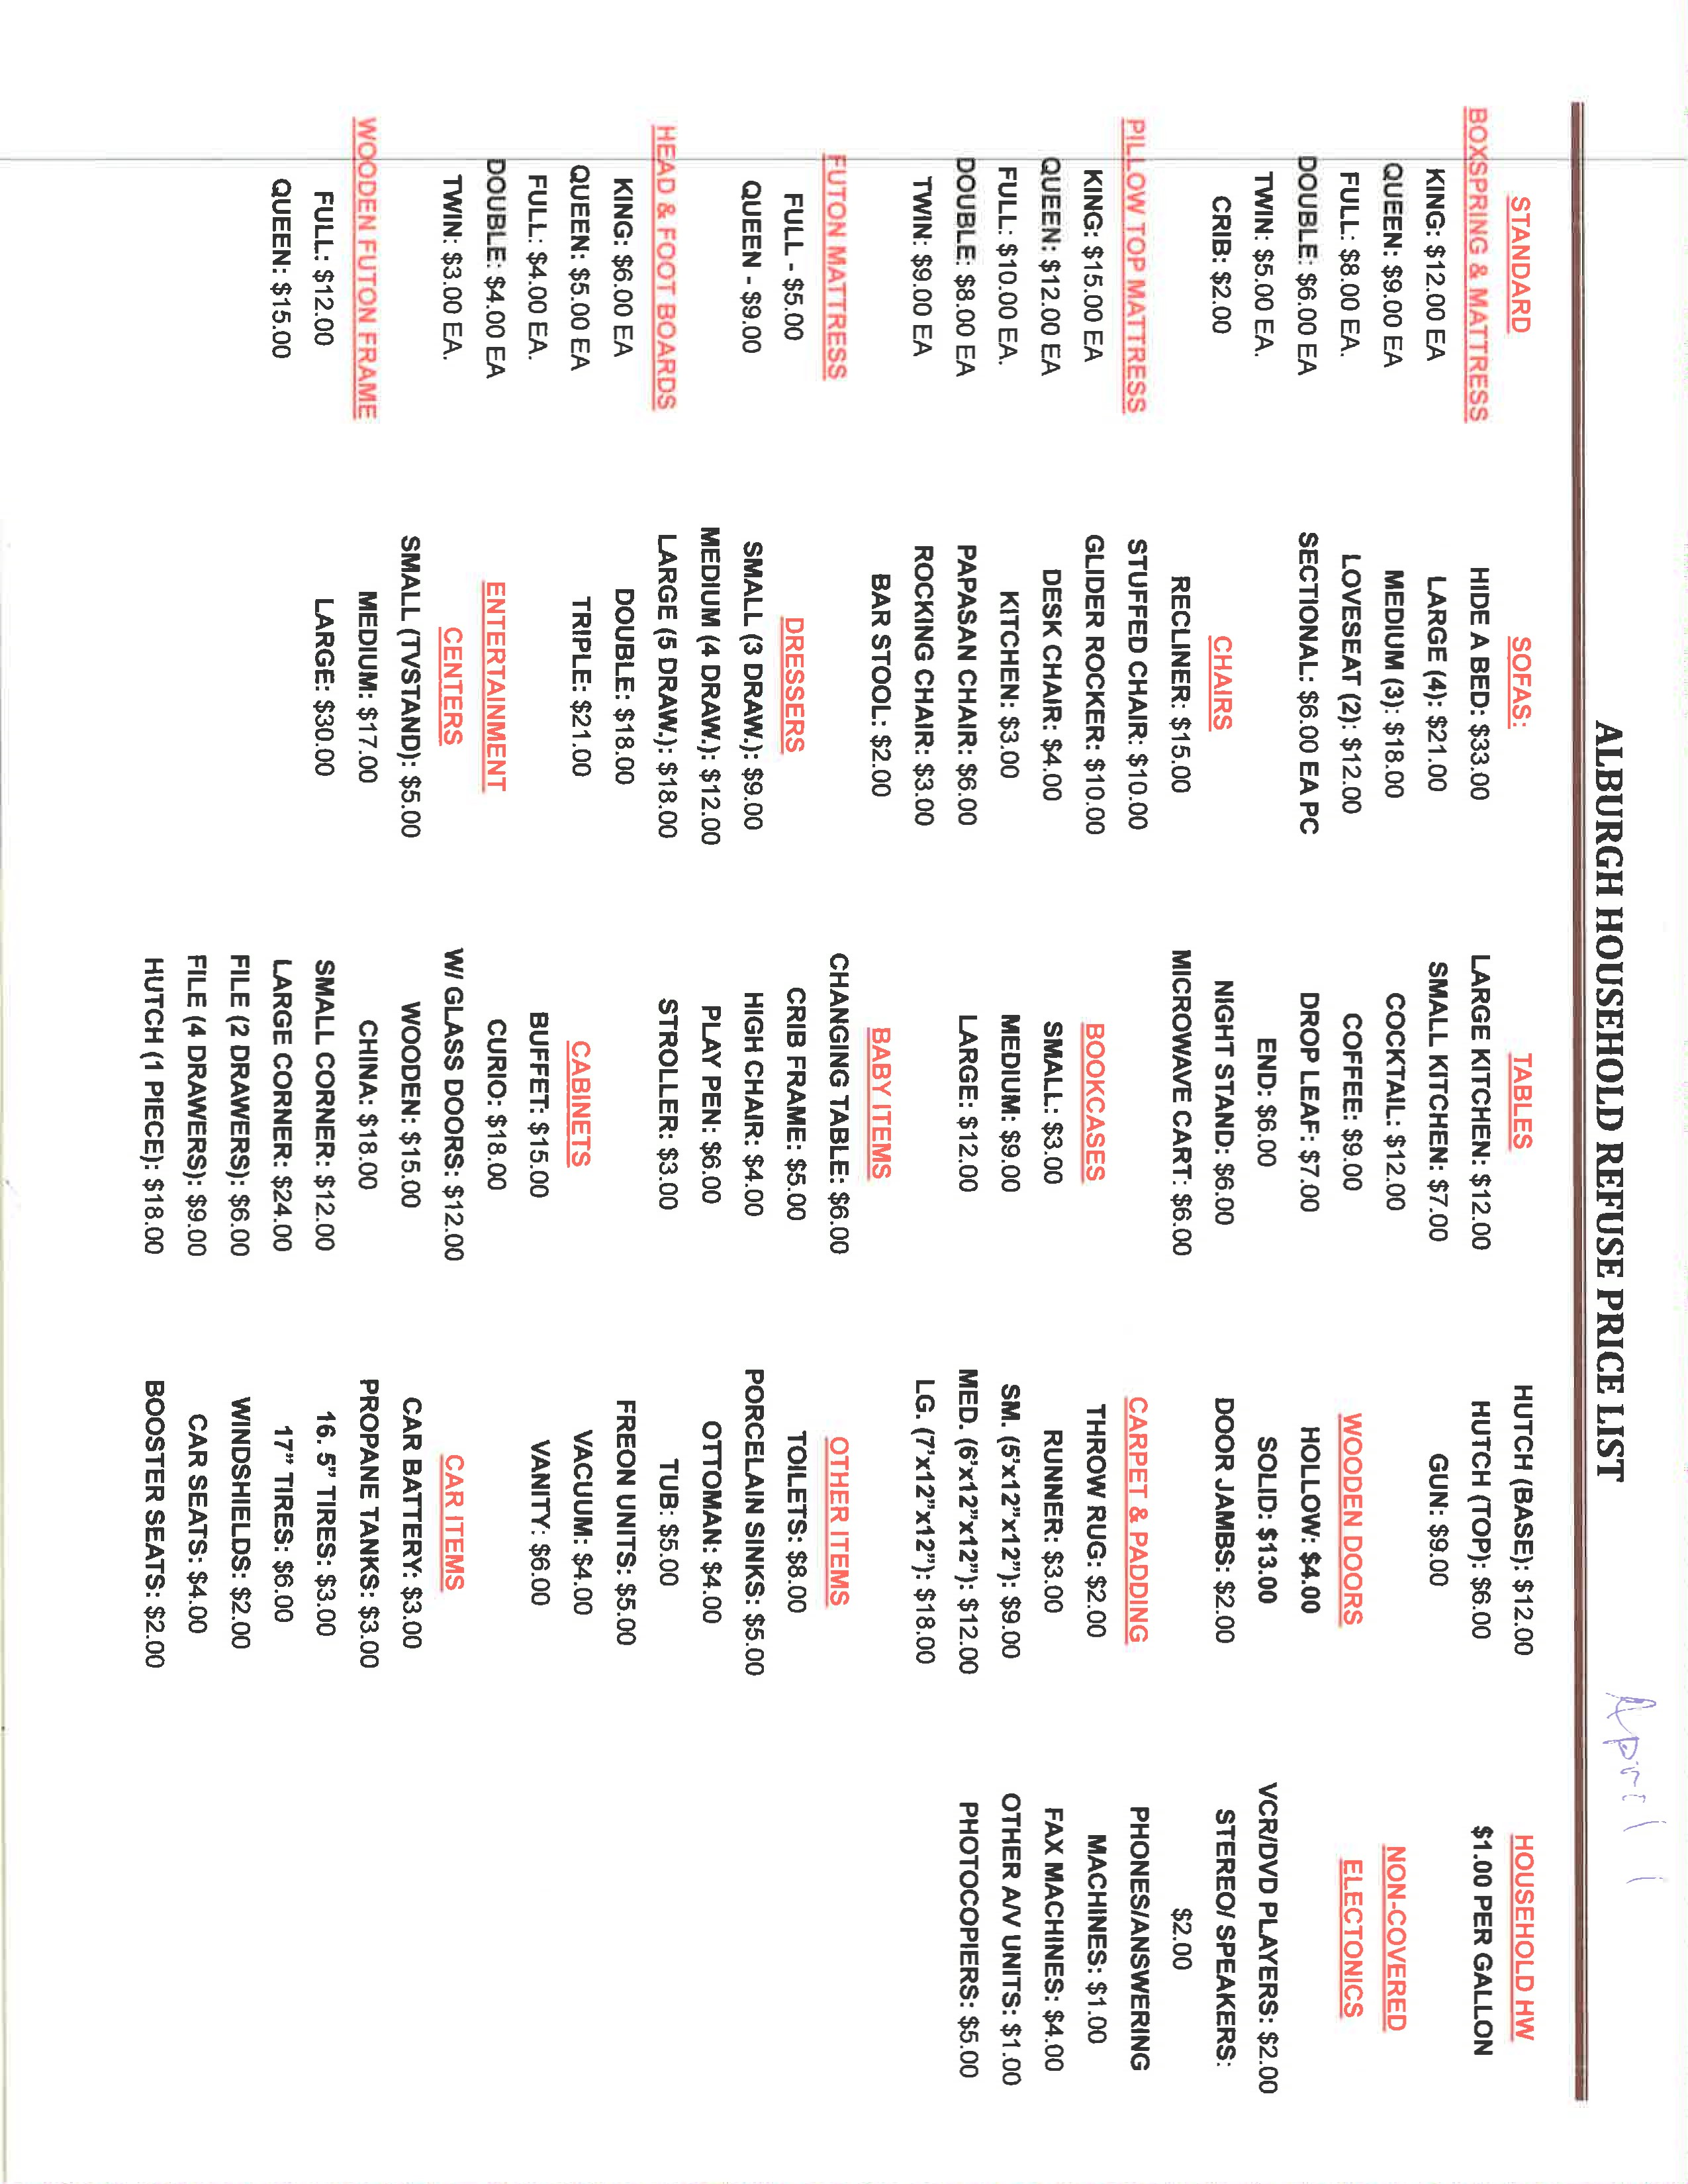 ALBURGH HOUSEHOLD REFUSE PRICE LIST
April
STANDARD
BOXSPRING & MATTRESS
KING: $12.00 EA
QUEEN: $9.00 EA
FULL: $8.00 EA.
DOUBLE: $6.00 EA
TWIN: $5.00 EA.
CRIB: $2.00
PILLOW TOP MATTRESS
KING: $15.00 EA
QUEEN: $12.00 EA
FULL: $10.00 EA.
DOUBLE: $8.00 EA
TWIN: $9.00 EA
FUTON MATTRESS
FULL - $5.00
QUEEN - $9.00
HEAD & FOOT BOARDS
KING: $6.00 EA
QUEEN: $5.00 EA
FULL: $4.00 EA.
DOUBLE: $4.00 EA
TWIN: $3.00 EA.
WOODEN FUTON FRAME
FULL: $12.00
QUEEN: $15.00
SOFAS:
HIDE A BED: $33.00
LARGE (4): $21.00
MEDIUM (3): $18.00
LOVESEAT (2): $12.00
SECTIONAL: $6.00 EA PC
CHAIRS
RECLINER: $15.00
STUFFED CHAIR: $10.00
GLIDER ROCKER: $10.00
DESK CHAIR: $4.00
KITCHEN: $3.00
PAPASAN CHAIR: $6.00
ROCKING CHAIR: $3.00
BAR STOOL: $2.00
DRESSERS
SMALL (3 DRAW.): $9.00
MEDIUM (4 DRAW.): $12.00
LARGE (5 DRAW.): $18.00
DOUBLE: $18.00
TRIPLE: $21.00
ENTERTAINMENT
CENTERS
SMALL (TVSTAND): $5.00
MEDIUM: $17.00
LARGE: $30.00
TABLES
LARGE KITCHEN: $12.00
SMALL KITCHEN: $7.00
COCKTAIL: $12.00
COFFEE: $9.00
DROP LEAF: $7.00
END: $6.00
NIGHT STAND: $6.00
MICROWAVE CART: $6.00
BOOKCASES
SMALL: $3.00
MEDIUM: $9.00
LARGE: $12.00
BABY ITEMS
CHANGING TABLE: $6.00
CRIB FRAME: $5.00
HIGH CHAIR: $4.00
PLAY PEN: $6.00
STROLLER: $3.00
CABINETS
BUFFET: $15.00
CURIO: $18.00
W/ GLASS DOORS: $12.00
WOODEN: $15.00
CHINA: $18.00
SMALL CORNER: $12.00
LARGE CORNER: $24.00
FILE (2 DRAWERS): $6.00
FILE (4 DRAWERS): $9.00
HUTCH (1 PIECE): $18.00
HUTCH (BASE): $12.00
HUTCH (TOP): $6.00
GUN: $9.00
WOODEN DOORS
HOLLOW: $4.00
SOLID: $13.00
DOOR JAMBS: $2.00
CARPET & PADDING
THROW RUG: $2.00
RUNNER: $3.00
SM. (5'x12"x12"): $9.00
MED. (6'x12"x12"): $12.00
LG. (7'x12"x12"): $18.00
OTHER ITEMS
TOILETS: $8.00
PORCELAIN SINKS: $5.00
OTTOMAN: $4.00
TUB: $5.00
FREON UNITS: $5.00
VACUUM: $4.00
VANITY: $6.00
CAR ITEMS
CAR BATTERY: $3.00
PROPANE TANKS: $3.00
16. 5" TIRES: $3.00
17" TIRES: $6.00
WINDSHIELDS: $2.00
CAR SEATS: $4.00
BOOSTER SEATS: $2.00
HOUSEHOLD HW
$1.00 PER GALLON
NON-COVERED
ELECTONICS
VCR/DVD PLAYERS: $2.00
STEREO/ SPEAKERS:
$2.00
PHONES/ANSWERING
MACHINES: $1.00
FAX MACHINES: $4.00
OTHER A/V UNITS: $1.00
PHOTOCOPIERS: $5.00